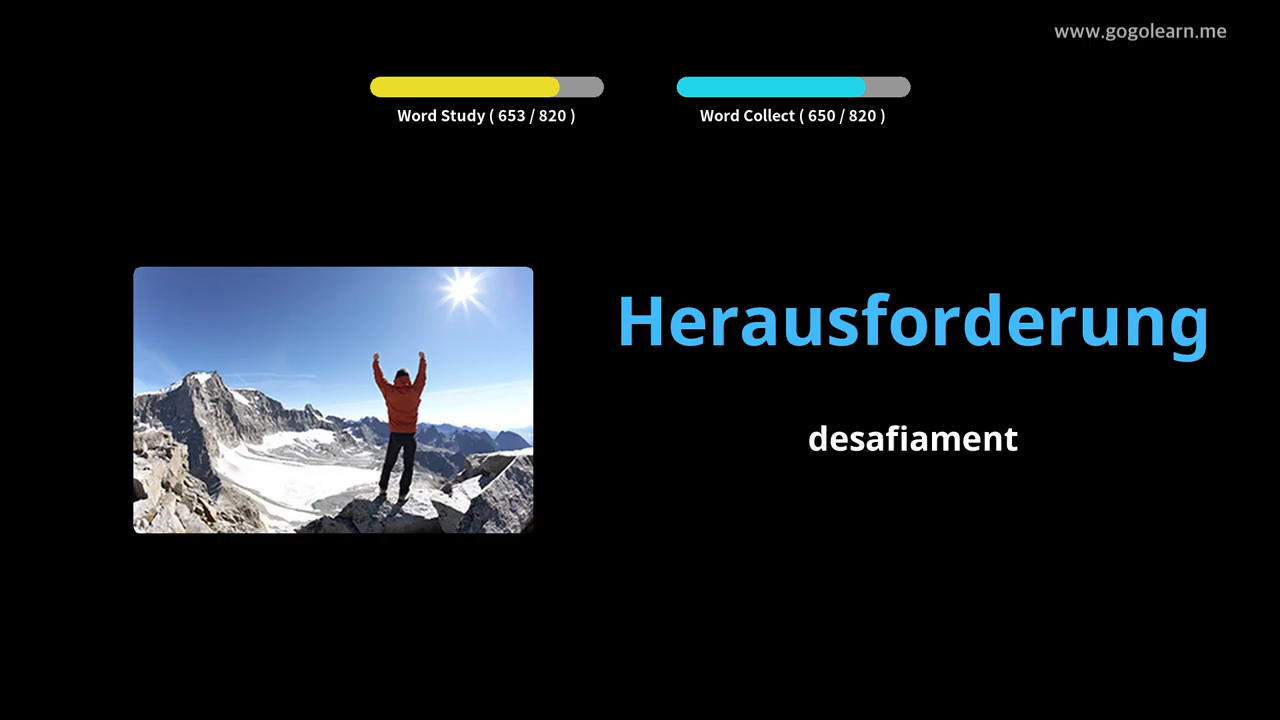 www.gogolearn.me
Word Study ( 653 / 820 )
Word Collect ( 650 / 820 )
Herausforderung
desafiament